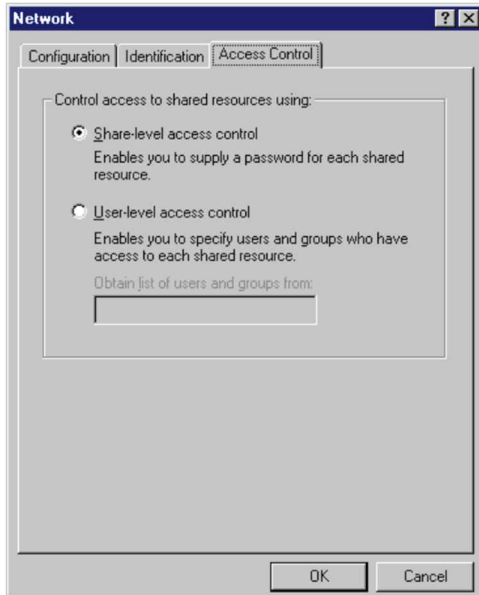 Network
Configuration Identification Access Control
Control access to shared resources using:
Share-level access control
Enables you to supply a password for each shared
resource.
User-level access control
Enables you to specify users and groups who have
access to each shared resource.
Obtain list of users and groups from:
OK Cancel